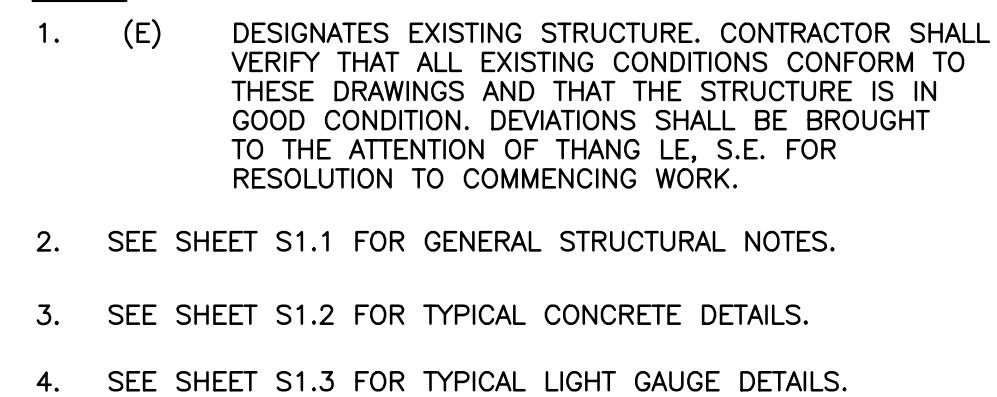 1. (E) DESIGNATES EXISTING STRUCTURE. CONTRACTOR SHALL
VERIFY THAT ALL EXISTING CONDITIONS CONFORM TO
THESE DRAWINGS AND THAT THE STRUCTURE IS IN
GOOD CONDITION. DEVIATIONS SHALL BE BROUGHT
TO THE ATTENTION OF THANG LE, S.E. FOR
RESOLUTION TO COMMENCING WORK.
2. SEE SHEET S1.1 FOR GENERAL STRUCTURAL NOTES.
3. SEE SHEET S1.2 FOR TYPICAL CONCRETE DETAILS.
4. SEE SHEET S1.3 FOR TYPICAL LIGHT GAUGE DETAILS.